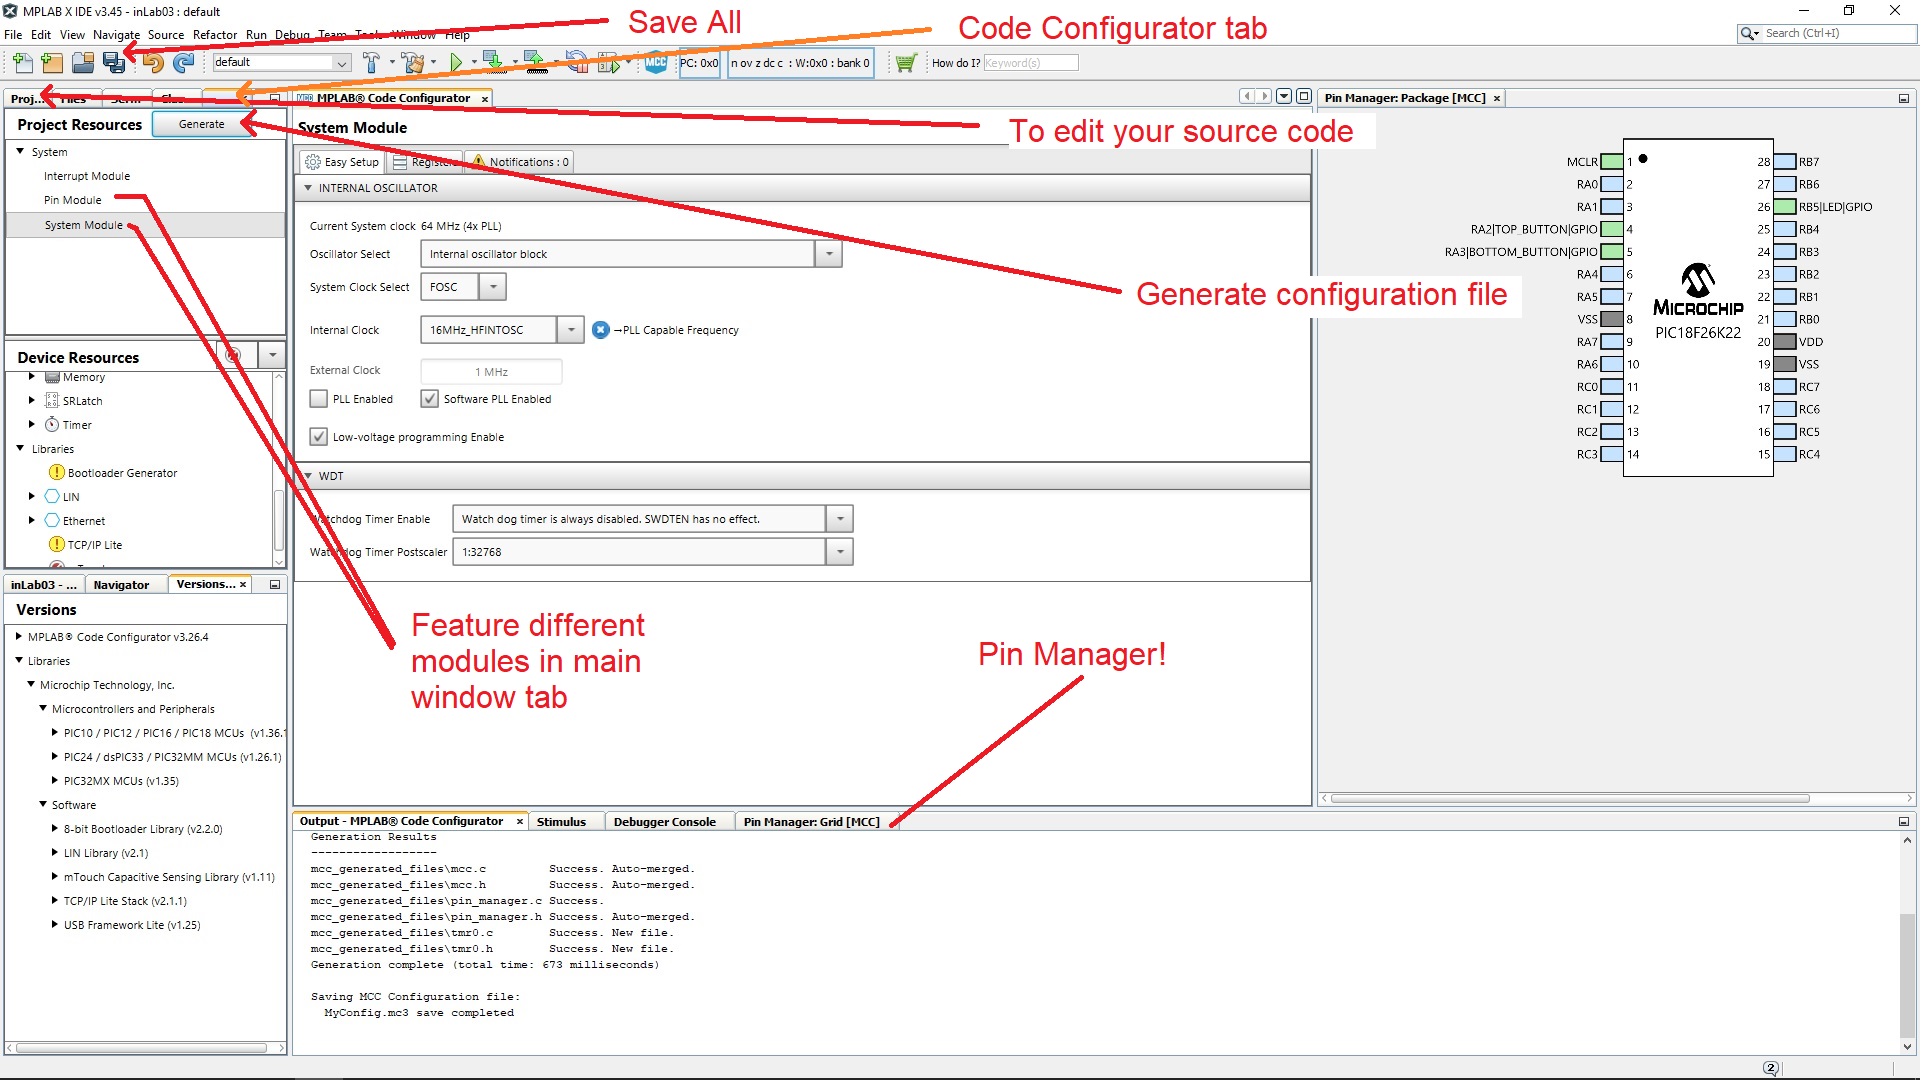 MPLAB X IDE v3.45 - inLab03 : default
File Edit View Navigate Source Refactor Run Debug Team Tools Window Help
Save All
Code Configurator tab
Search (Ctrl+I)
default
MCC
PC: 0x0
n ov z dc c : W:0x0 : bank 0
How do I? Keyword(s)
Proj...
Files
MPLAB® Code Configurator ×
Pin Manager: Package [MCC] ×
Project Resources
Generate
System Module
To edit your source code
System
Interrupt Module
Pin Module
System Module
Easy Setup
Registers
Notifications : 0
INTERNAL OSCILLATOR
Current System clock 64 MHz (4x PLL)
Oscillator Select Internal oscillator block
System Clock Select FOSC
Internal Clock 16MHz_HFINTOSC →PLL Capable Frequency
External Clock 1 MHz
PLL Enabled
Software PLL Enabled
Low-voltage programming Enable
WDT
Watchdog Timer Enable Watch dog timer is always disabled. SWDTEN has no effect.
Watchdog Timer Postscaler 1:32768
Generate configuration file
MCLR 1 28 RB7
RA0 2 27 RB6
RA1 3 26 RB5|LED|GPIO
RA2|TOP_BUTTON|GPIO 4 25 RB4
RA3|BOTTOM_BUTTON|GPIO 5 24 RB3
RA4 6 23 RB2
RA5 7 22 RB1
VSS 8 21 RB0
RA7 9 20 VDD
RA6 10 19 VSS
RC0 11 18 RC7
RC1 12 17 RC6
RC2 13 16 RC5
RC3 14 15 RC4
MICROCHIP
PIC18F26K22
Device Resources
Memory
SRLatch
Timer
Libraries
Bootloader Generator
LIN
Ethernet
TCP/IP Lite
inLab03 - ...
Navigator
Versions... ×
Versions
MPLAB® Code Configurator v3.26.4
Libraries
Microchip Technology, Inc.
Microcontrollers and Peripherals
PIC10 / PIC12 / PIC16 / PIC18 MCUs (v1.36.1
PIC24 / dsPIC33 / PIC32MM MCUs (v1.26.1)
PIC32MX MCUs (v1.35)
Software
8-bit Bootloader Library (v2.2.0)
LIN Library (v2.1)
mTouch Capacitive Sensing Library (v1.11)
TCP/IP Lite Stack (v2.1.1)
USB Framework Lite (v1.25)
Feature different
modules in main
window tab
Pin Manager!
Output - MPLAB® Code Configurator ×
Stimulus
Debugger Console
Pin Manager: Grid [MCC]
Generation Results
------------------
mcc_generated_files\mcc.c Success. Auto-merged.
mcc_generated_files\mcc.h Success. Auto-merged.
mcc_generated_files\pin_manager.c Success.
mcc_generated_files\pin_manager.h Success. Auto-merged.
mcc_generated_files\tmr0.c Success. New file.
mcc_generated_files\tmr0.h Success. New file.
Generation complete (total time: 673 milliseconds)
Saving MCC Configuration file:
MyConfig.mc3 save completed
2